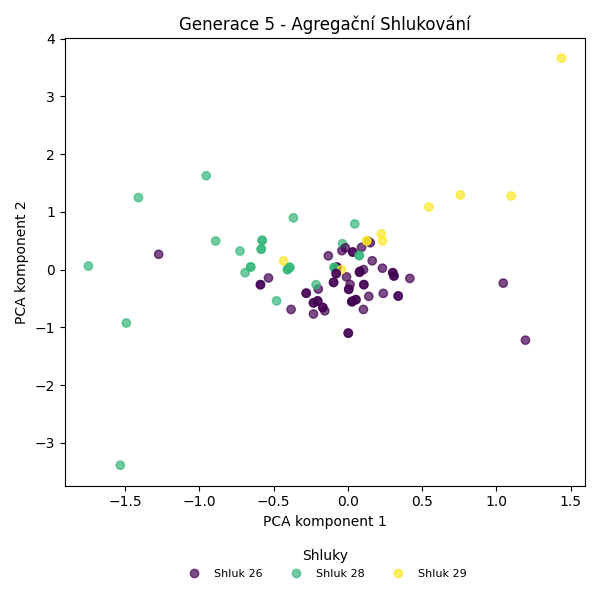 Generace 5 - Agregační Shlukování
4
3
2
1
0
−1
−2
−3
PCA komponent 2
−1.5 −1.0 −0.5 0.0 0.5 1.0 1.5
PCA komponent 1
Shluky
Shluk 26 Shluk 28 Shluk 29